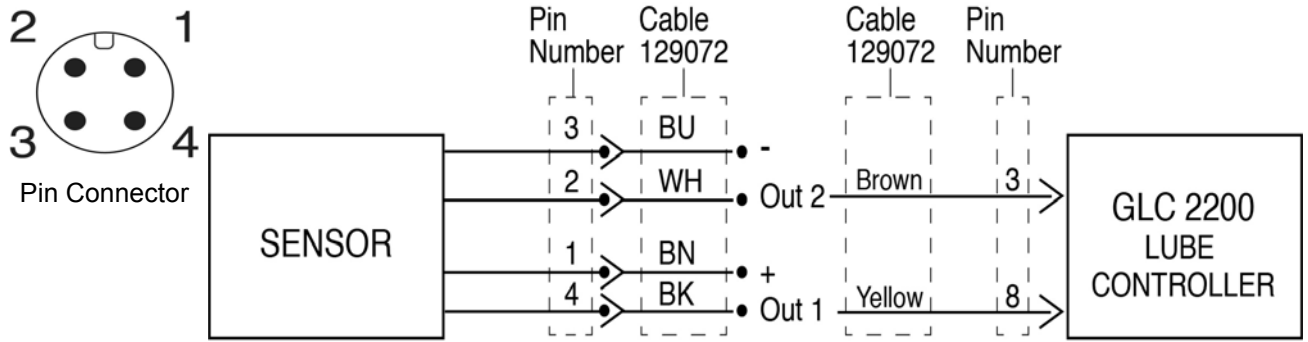 2 1
3 4
Pin Connector
SENSOR
Pin
Number
Cable
129072
Cable
129072
Pin
Number
3 BU -
2 WH Out 2 Brown 3
1 BN +
4 BK Out 1 Yellow 8
GLC 2200
LUBE
CONTROLLER